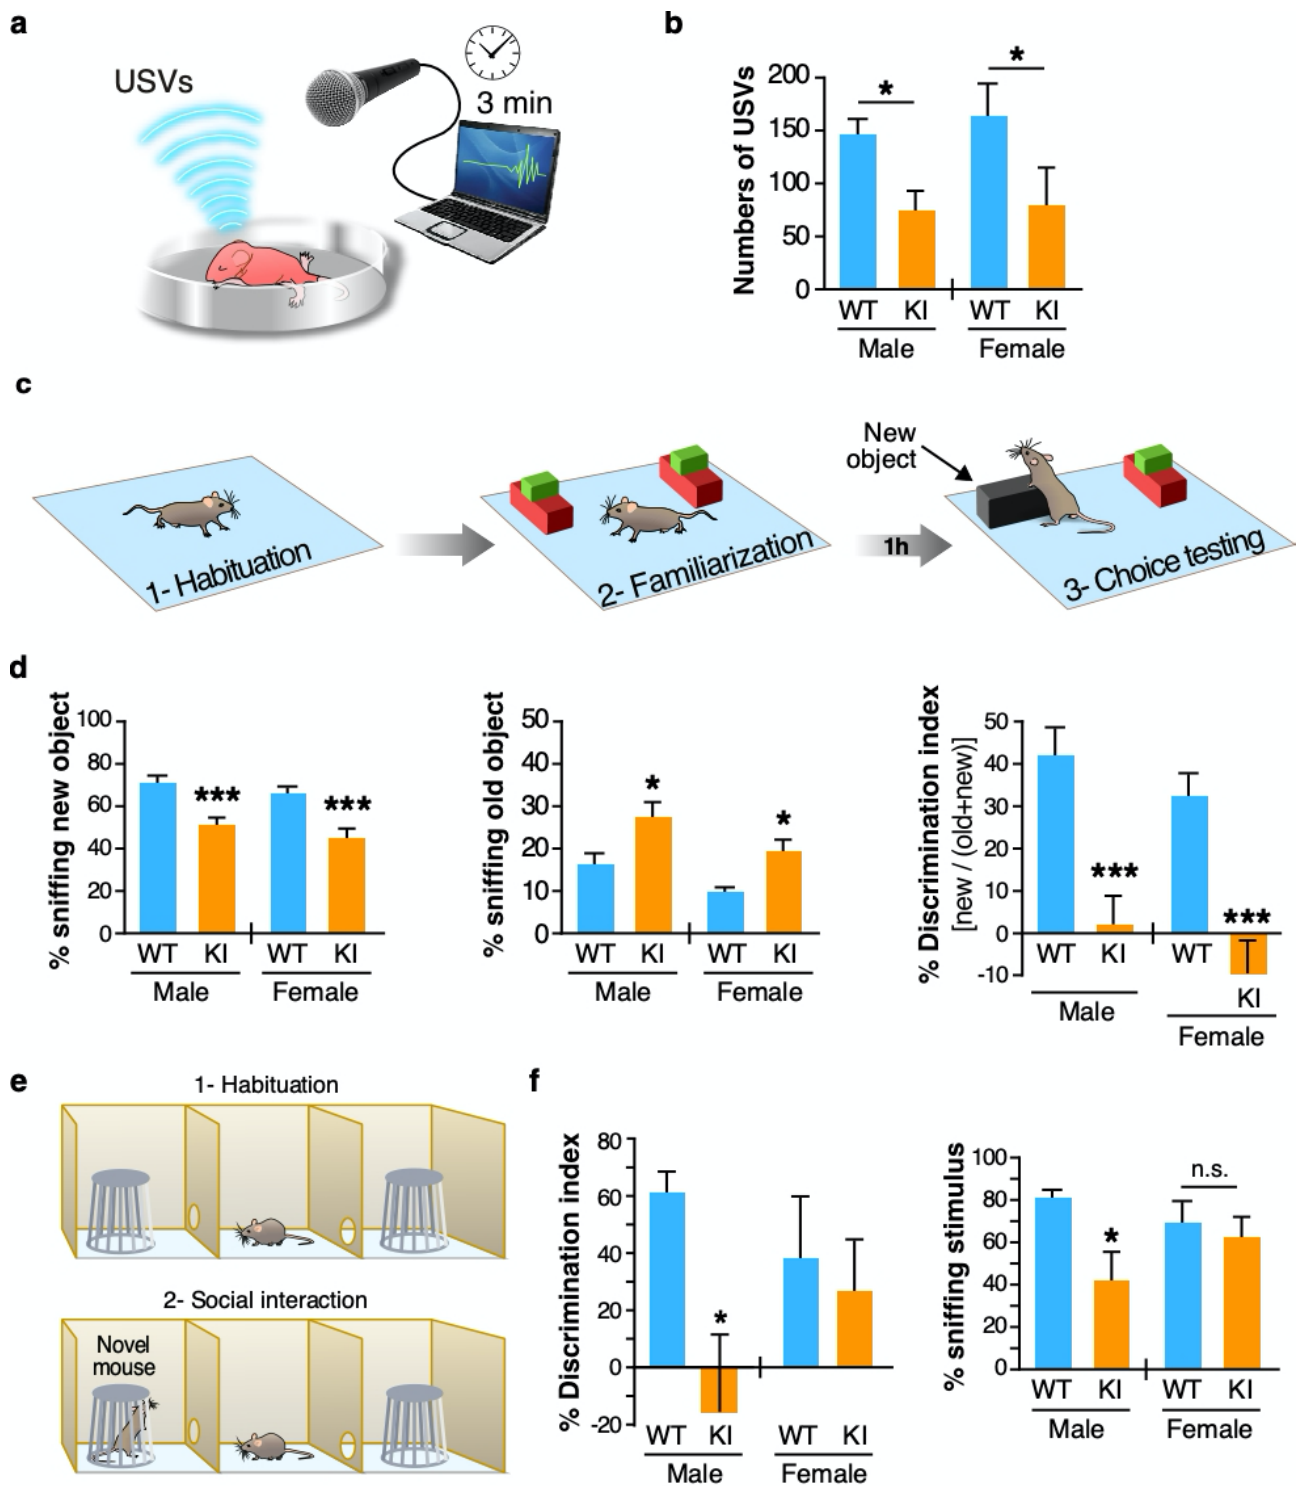 a
USVs
3 min
b
Numbers of USVs
200
150
100
50
0
WT KI WT KI
Male Female
*
*
c
1- Habituation
2- Familiarization
1h
New
object
3- Choice testing
d
% sniffing new object
100
80
60
40
20
0
***
***
WT KI WT KI
Male Female
% sniffing old object
50
40
30
20
10
0
*
*
WT KI WT KI
Male Female
% Discrimination index
[new / (old+new)]
50
40
30
20
10
0
-10
***
***
WT KI WT
KI
Male
Female
e
1- Habituation
2- Social interaction
Novel
mouse
f
% Discrimination index
80
60
40
20
0
-20
*
WT KI WT KI
Male Female
% sniffing stimulus
100
80
60
40
20
0
*
n.s.
WT KI WT KI
Male Female